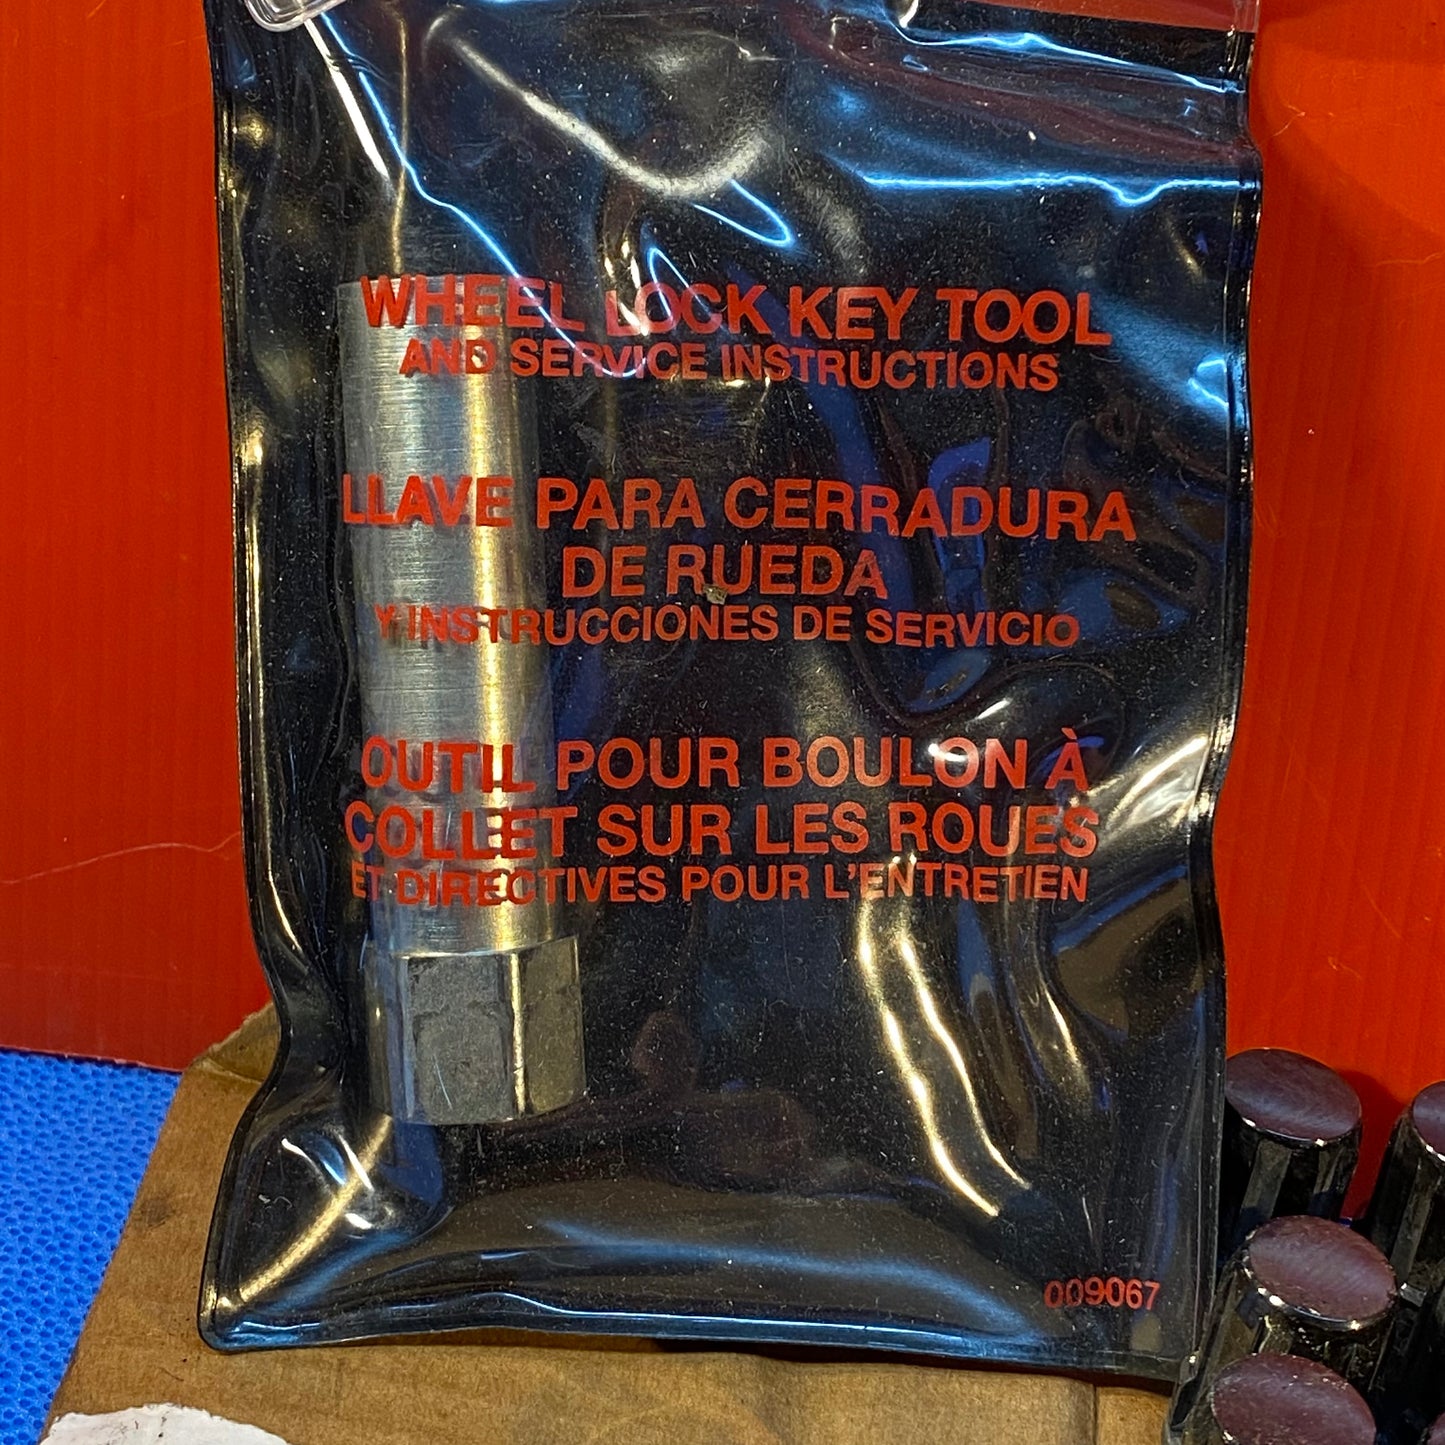 WHEEL LOCK KEY TOOL
AND SERVICE INSTRUCTIONS
LLAVE PARA CERRADURA
DE RUEDA
Y INSTRUCCIONES DE SERVICIO
OUTIL POUR BOULON À
COLLET SUR LES ROUES
ET DIRECTIVES POUR L'ENTRETIEN
009067